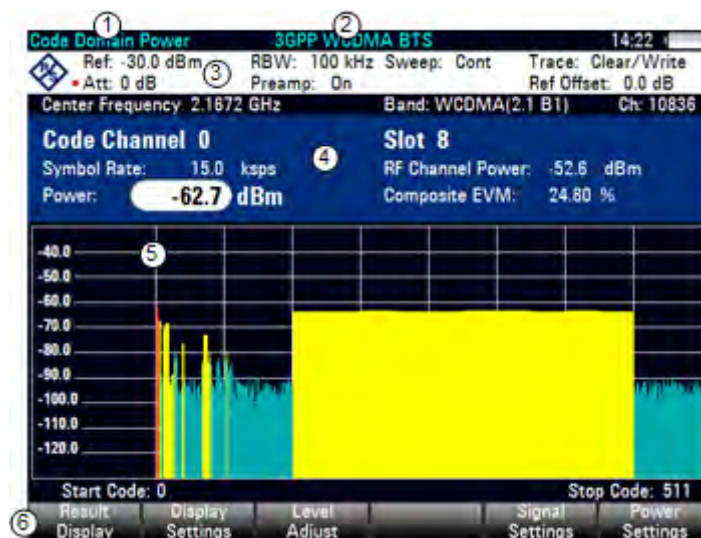 ① ②
Code Domain Power 3GPP WCDMA BTS 14:22
Ref: -30.0 dBm RBW: 100 kHz Sweep: Cont Trace: Clear/Write
• Att: 0 dB ③ Preamp: On Ref Offset: 0.0 dB
Center Frequency: 2.1672 GHz Band: WCDMA(2.1 B1) Ch: 10836
Code Channel 0 Slot 8
Symbol Rate: 15.0 ksps ④ RF Channel Power: -52.6 dBm
Power: -62.7 dBm Composite EVM: 24.80 %
-40.0
⑤
-50.0
-60.0
-70.0
-80.0
-90.0
-100.0
-110.0
-120.0
Start Code: 0 Stop Code: 511
Result Display Level Signal Power
⑥ Display Settings Adjust Settings Settings